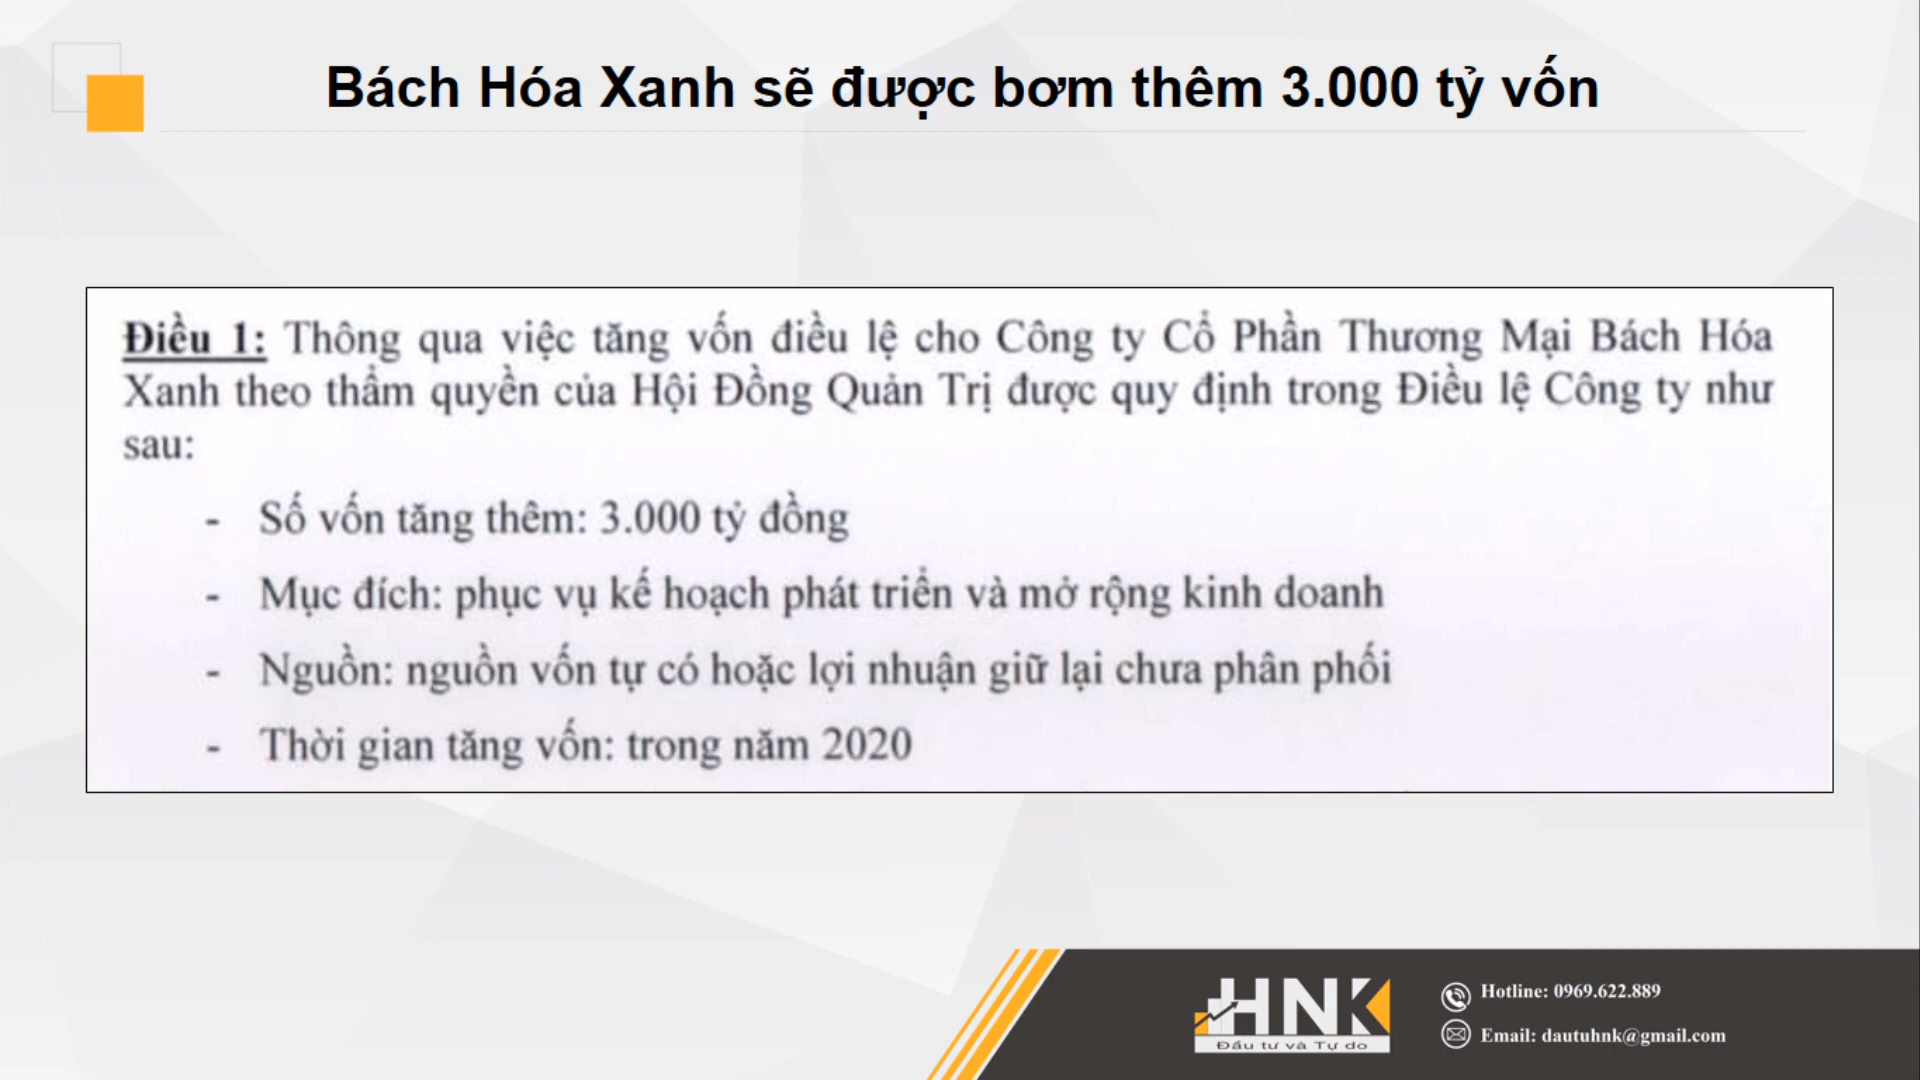 Bách Hóa Xanh sẽ được bơm thêm 3.000 tỷ vốn
Điều 1: Thông qua việc tăng vốn điều lệ cho Công ty Cổ Phần Thương Mại Bách Hóa
Xanh theo thẩm quyền của Hội Đồng Quản Trị được quy định trong Điều lệ Công ty như
sau:
- Số vốn tăng thêm: 3.000 tỷ đồng
- Mục đích: phục vụ kế hoạch phát triển và mở rộng kinh doanh
- Nguồn: nguồn vốn tự có hoặc lợi nhuận giữ lại chưa phân phối
- Thời gian tăng vốn: trong năm 2020
HNK
Đầu tư và Tự do
Hotline: 0969.622.889
Email: dautuhnk@gmail.com